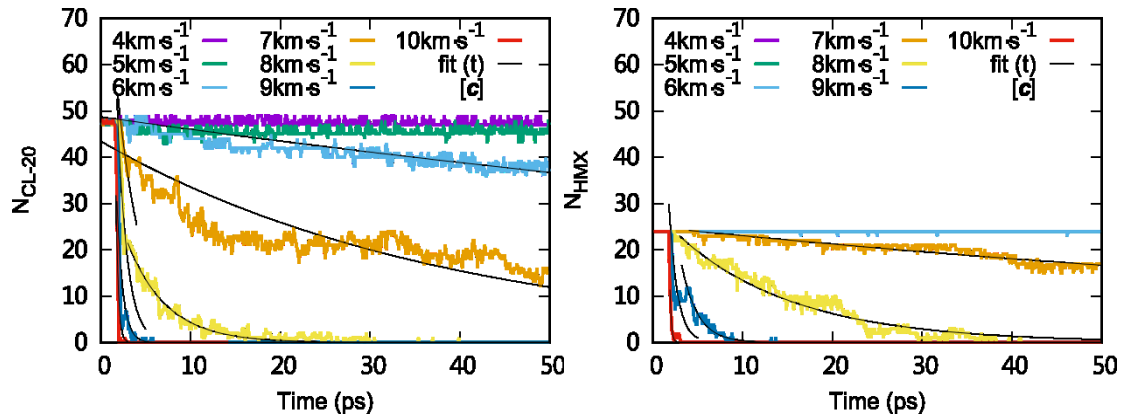 70
60
50
40
30
20
10
0
N_CL-20
4km·s⁻¹ 7km·s⁻¹ 10km·s⁻¹
5km·s⁻¹ 8km·s⁻¹ fit (t)
6km·s⁻¹ 9km·s⁻¹ [c]
0 10 20 30 40 50
Time (ps)
70
60
50
40
30
20
10
0
N_HMX
4km·s⁻¹ 7km·s⁻¹ 10km·s⁻¹
5km·s⁻¹ 8km·s⁻¹ fit (t)
6km·s⁻¹ 9km·s⁻¹ [c]
0 10 20 30 40 50
Time (ps)